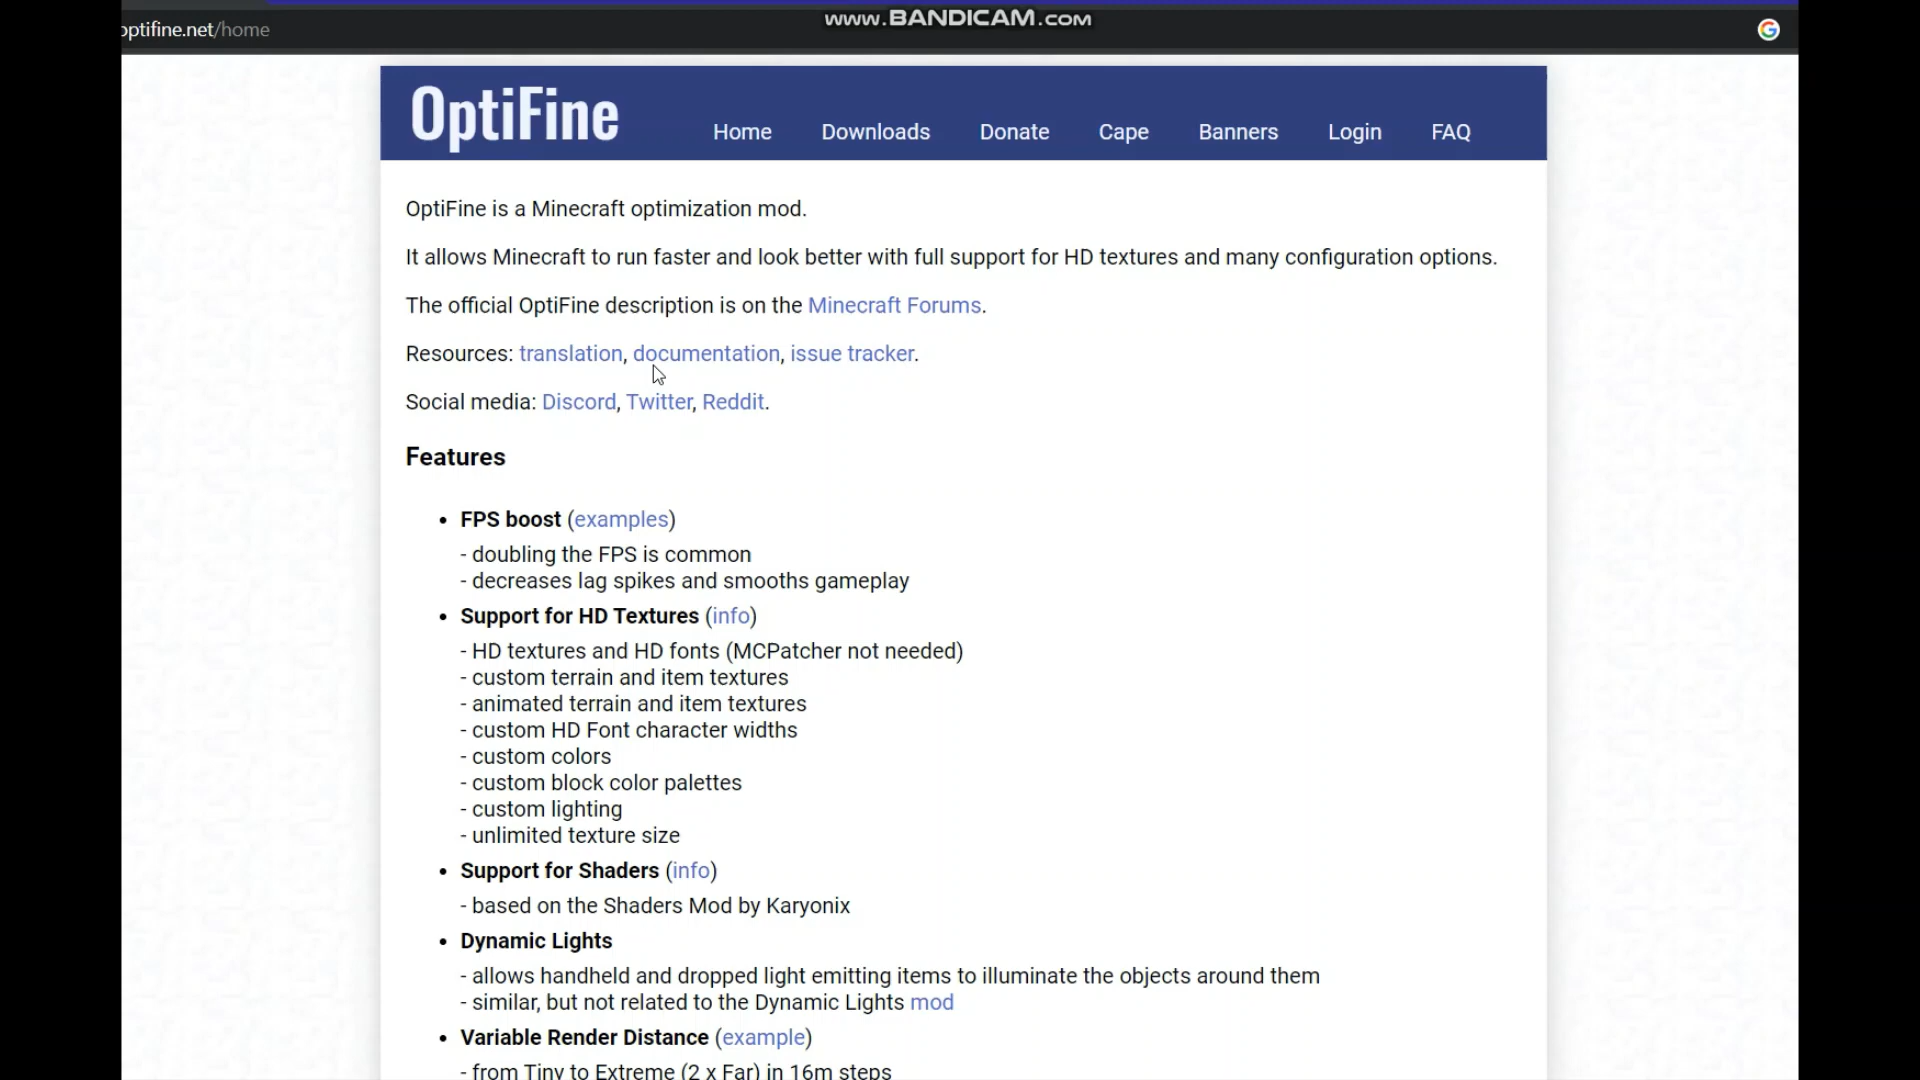 www.BANDICAM.com
optifine.net/home
OptiFine
Home Downloads Donate Cape Banners Login FAQ
OptiFine is a Minecraft optimization mod.
It allows Minecraft to run faster and look better with full support for HD textures and many configuration options.
The official OptiFine description is on the Minecraft Forums.
Resources: translation, documentation, issue tracker.
Social media: Discord, Twitter, Reddit.
Features
• FPS boost (examples)
- doubling the FPS is common
- decreases lag spikes and smooths gameplay
• Support for HD Textures (info)
- HD textures and HD fonts (MCPatcher not needed)
- custom terrain and item textures
- animated terrain and item textures
- custom HD Font character widths
- custom colors
- custom block color palettes
- custom lighting
- unlimited texture size
• Support for Shaders (info)
- based on the Shaders Mod by Karyonix
• Dynamic Lights
- allows handheld and dropped light emitting items to illuminate the objects around them
- similar, but not related to the Dynamic Lights mod
• Variable Render Distance (example)
- from Tiny to Extreme (2 x Far) in 16m steps